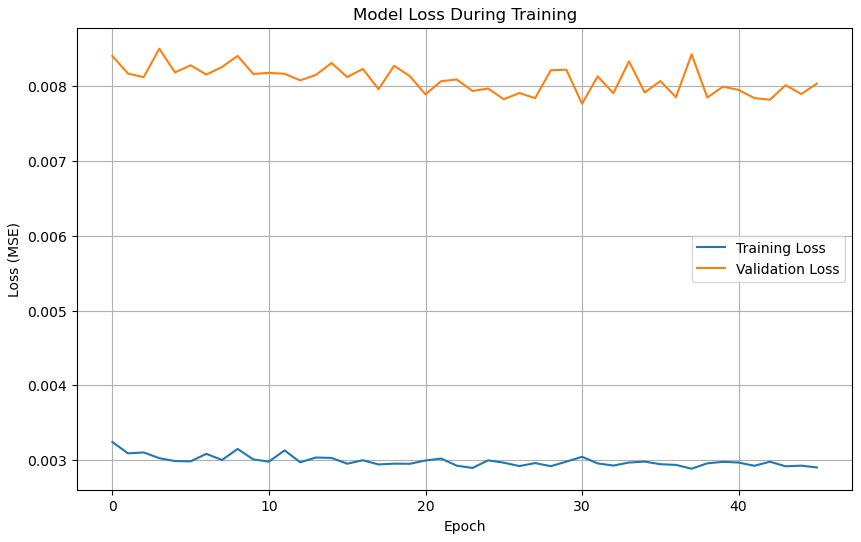 Model Loss During Training
Loss (MSE)
0.008
0.007
0.006
0.005
0.004
0.003
Training Loss
Validation Loss
0 10 20 30 40
Epoch